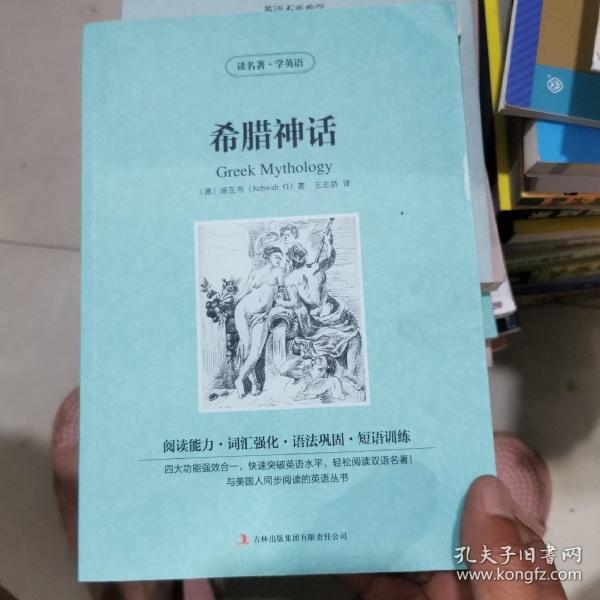 读名著·学英语
希腊神话
Greek Mythology
（德）施瓦布（Schwab G）著 王志娇 译
阅读能力·词汇强化·语法巩固·短语训练
四大功能强效合一，快速突破英语水平，轻松阅读双语名著！
与美国人同步阅读的英语丛书
吉林出版集团有限责任公司
孔夫子旧书网
www.kongfz.com